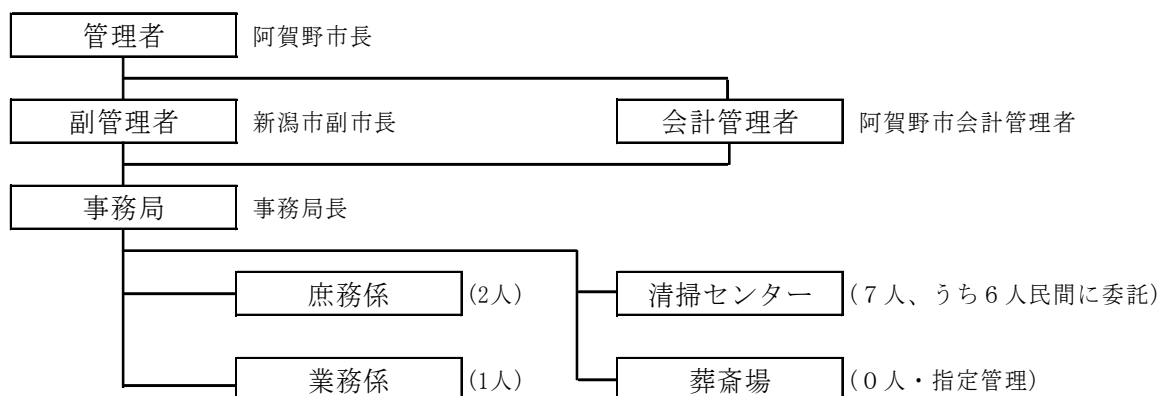 管理者 阿賀野市長
副管理者 新潟市副市長 会計管理者 阿賀野市会計管理者
事務局 事務局長
庶務係 (2人) 清掃センター (７人、うち６人民間に委託)
業務係 (1人) 葬斎場 (０人・指定管理)